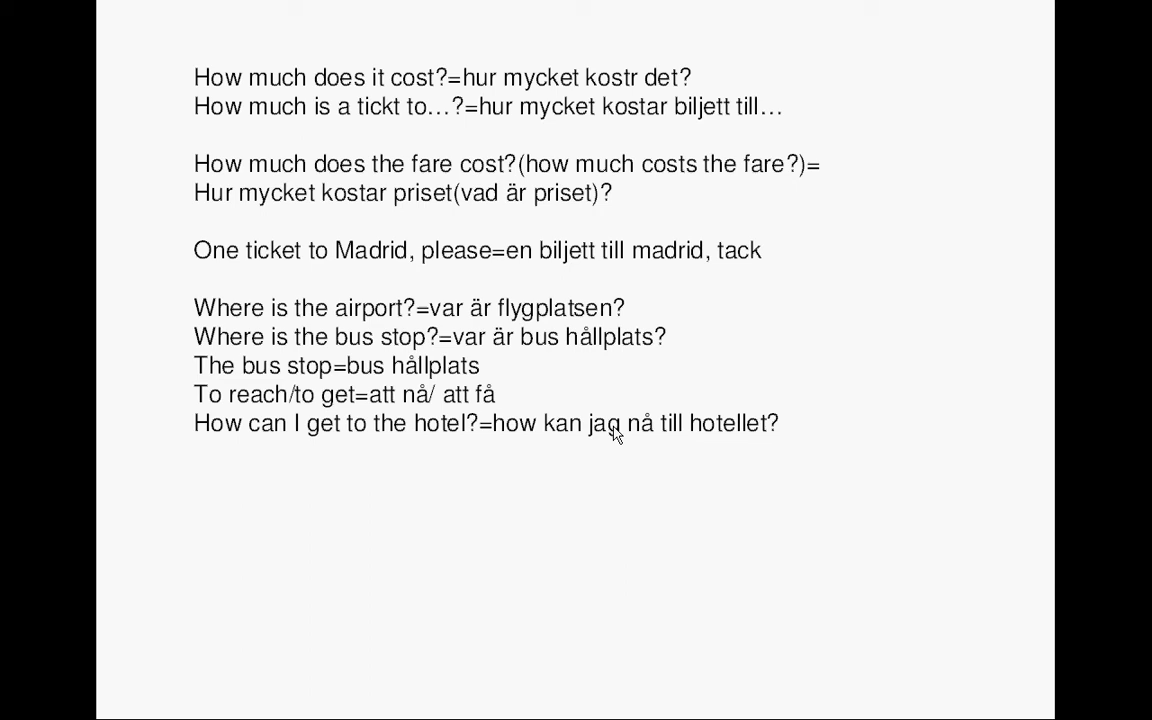 How much does it cost?=hur mycket kostr det?
How much is a tickt to…?=hur mycket kostar biljett till…
How much does the fare cost?(how much costs the fare?)=
Hur mycket kostar priset(vad är priset)?
One ticket to Madrid, please=en biljett till madrid, tack
Where is the airport?=var är flygplatsen?
Where is the bus stop?=var är bus hållplats?
The bus stop=bus hållplats
To reach/to get=att nå/ att få
How can I get to the hotel?=how kan jag nå till hotellet?